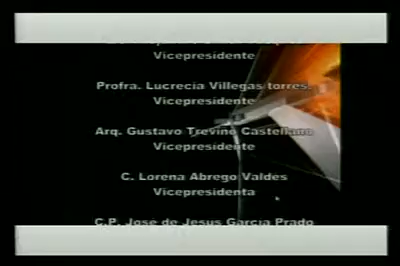 Vicepresidente
Profra. Lucrecia Villegas torres.
Vicepresidente
Arq. Gustavo Trevino Castellano
Vicepresidente
C. Lorena Abrego Valdes
Vicepresidenta
C.P. Jose de Jesus Garcia Prado